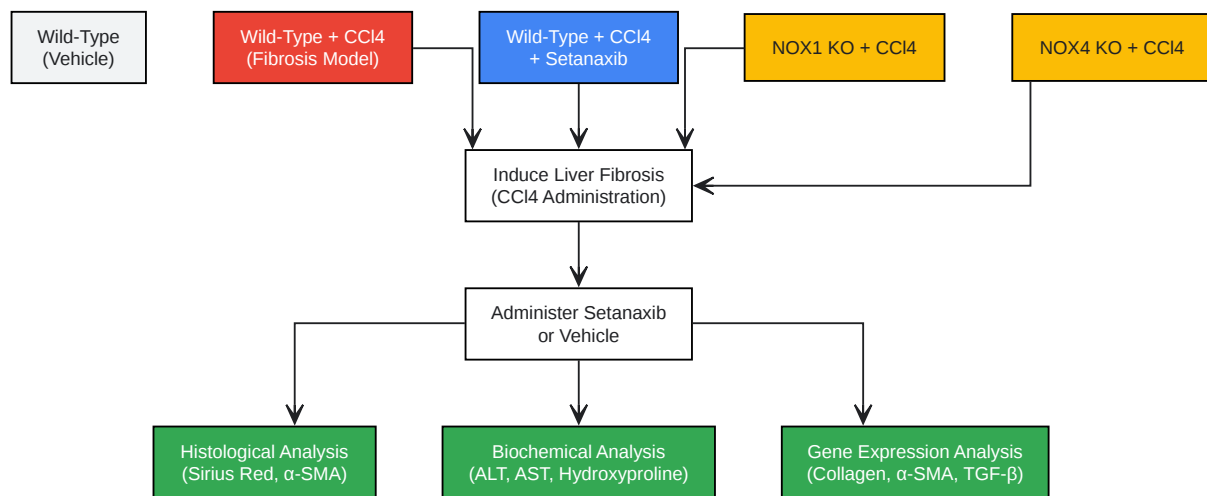 Wild-Type
(Vehicle)
Wild-Type + CCl4
(Fibrosis Model)
Wild-Type + CCl4
+ Setanaxib
NOX1 KO + CCl4
NOX4 KO + CCl4
Induce Liver Fibrosis
(CCl4 Administration)
Administer Setanaxib
or Vehicle
Histological Analysis
(Sirius Red, α-SMA)
Biochemical Analysis
(ALT, AST, Hydroxyproline)
Gene Expression Analysis
(Collagen, α-SMA, TGF-β)